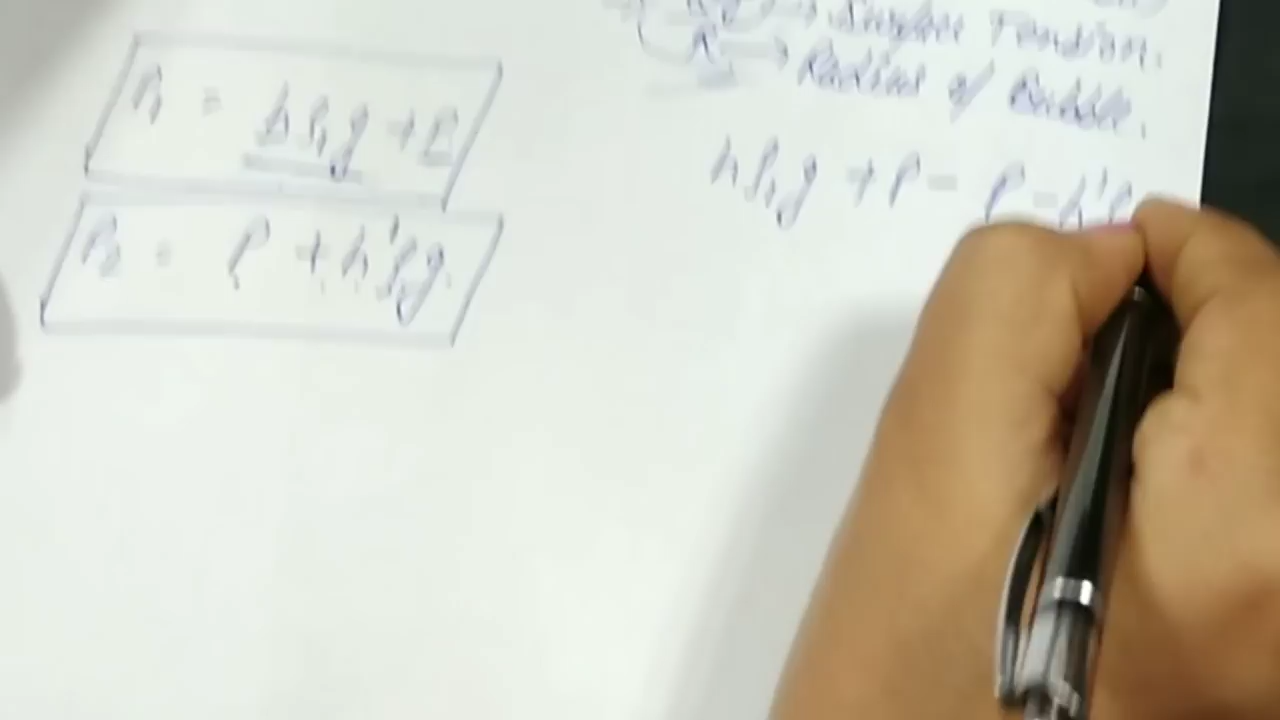 → Surface Tension.
R → Radius of Bubble.
P₁ = hρ₁g + P
hρ₁g + P - P - h'ρ
P₂ = P + h'ρg.